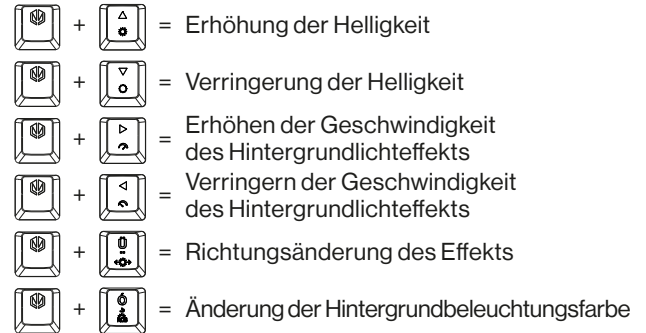 + = Erhöhung der Helligkeit
+ = Verringerung der Helligkeit
+ = Erhöhen der Geschwindigkeit
des Hintergrundlichteffekts
+ = Verringern der Geschwindigkeit
des Hintergrundlichteffekts
+ = Richtungsänderung des Effekts
+ = Änderung der Hintergrundbeleuchtungsfarbe